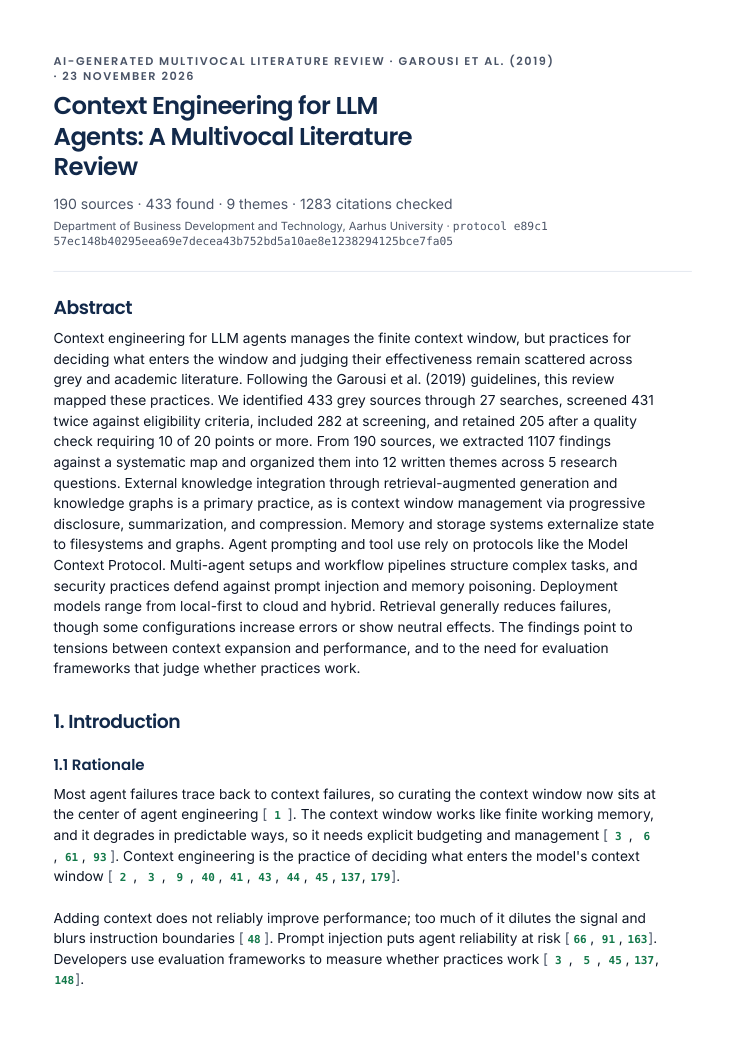 AI-GENERATED MULTIVOCAL LITERATURE REVIEW · GAROUSI ET AL. (2019)
· 23 NOVEMBER 2026
Context Engineering for LLM
Agents: A Multivocal Literature
Review
190 sources · 433 found · 9 themes · 1283 citations checked
Department of Business Development and Technology, Aarhus University · protocol e89c1
57ec148b40295eea69e7decea43b752bd5a10ae8e1238294125bce7fa05
Abstract
Context engineering for LLM agents manages the finite context window, but practices for
deciding what enters the window and judging their effectiveness remain scattered across
grey and academic literature. Following the Garousi et al. (2019) guidelines, this review
mapped these practices. We identified 433 grey sources through 27 searches, screened 431
twice against eligibility criteria, included 282 at screening, and retained 205 after a quality
check requiring 10 of 20 points or more. From 190 sources, we extracted 1107 findings
against a systematic map and organized them into 12 written themes across 5 research
questions. External knowledge integration through retrieval-augmented generation and
knowledge graphs is a primary practice, as is context window management via progressive
disclosure, summarization, and compression. Memory and storage systems externalize state
to filesystems and graphs. Agent prompting and tool use rely on protocols like the Model
Context Protocol. Multi-agent setups and workflow pipelines structure complex tasks, and
security practices defend against prompt injection and memory poisoning. Deployment
models range from local-first to cloud and hybrid. Retrieval generally reduces failures,
though some configurations increase errors or show neutral effects. The findings point to
tensions between context expansion and performance, and to the need for evaluation
frameworks that judge whether practices work.
1. Introduction
1.1 Rationale
Most agent failures trace back to context failures, so curating the context window now sits at
the center of agent engineering [ 1 ]. The context window works like finite working memory,
and it degrades in predictable ways, so it needs explicit budgeting and management [ 3 , 6
, 61, 93 ]. Context engineering is the practice of deciding what enters the model's context
window [ 2 , 3 , 9 , 40, 41, 43, 44, 45, 137, 179].
Adding context does not reliably improve performance; too much of it dilutes the signal and
blurs instruction boundaries [ 48 ]. Prompt injection puts agent reliability at risk [ 66, 91, 163].
Developers use evaluation frameworks to measure whether practices work [ 3 , 5 , 45, 137,
148].